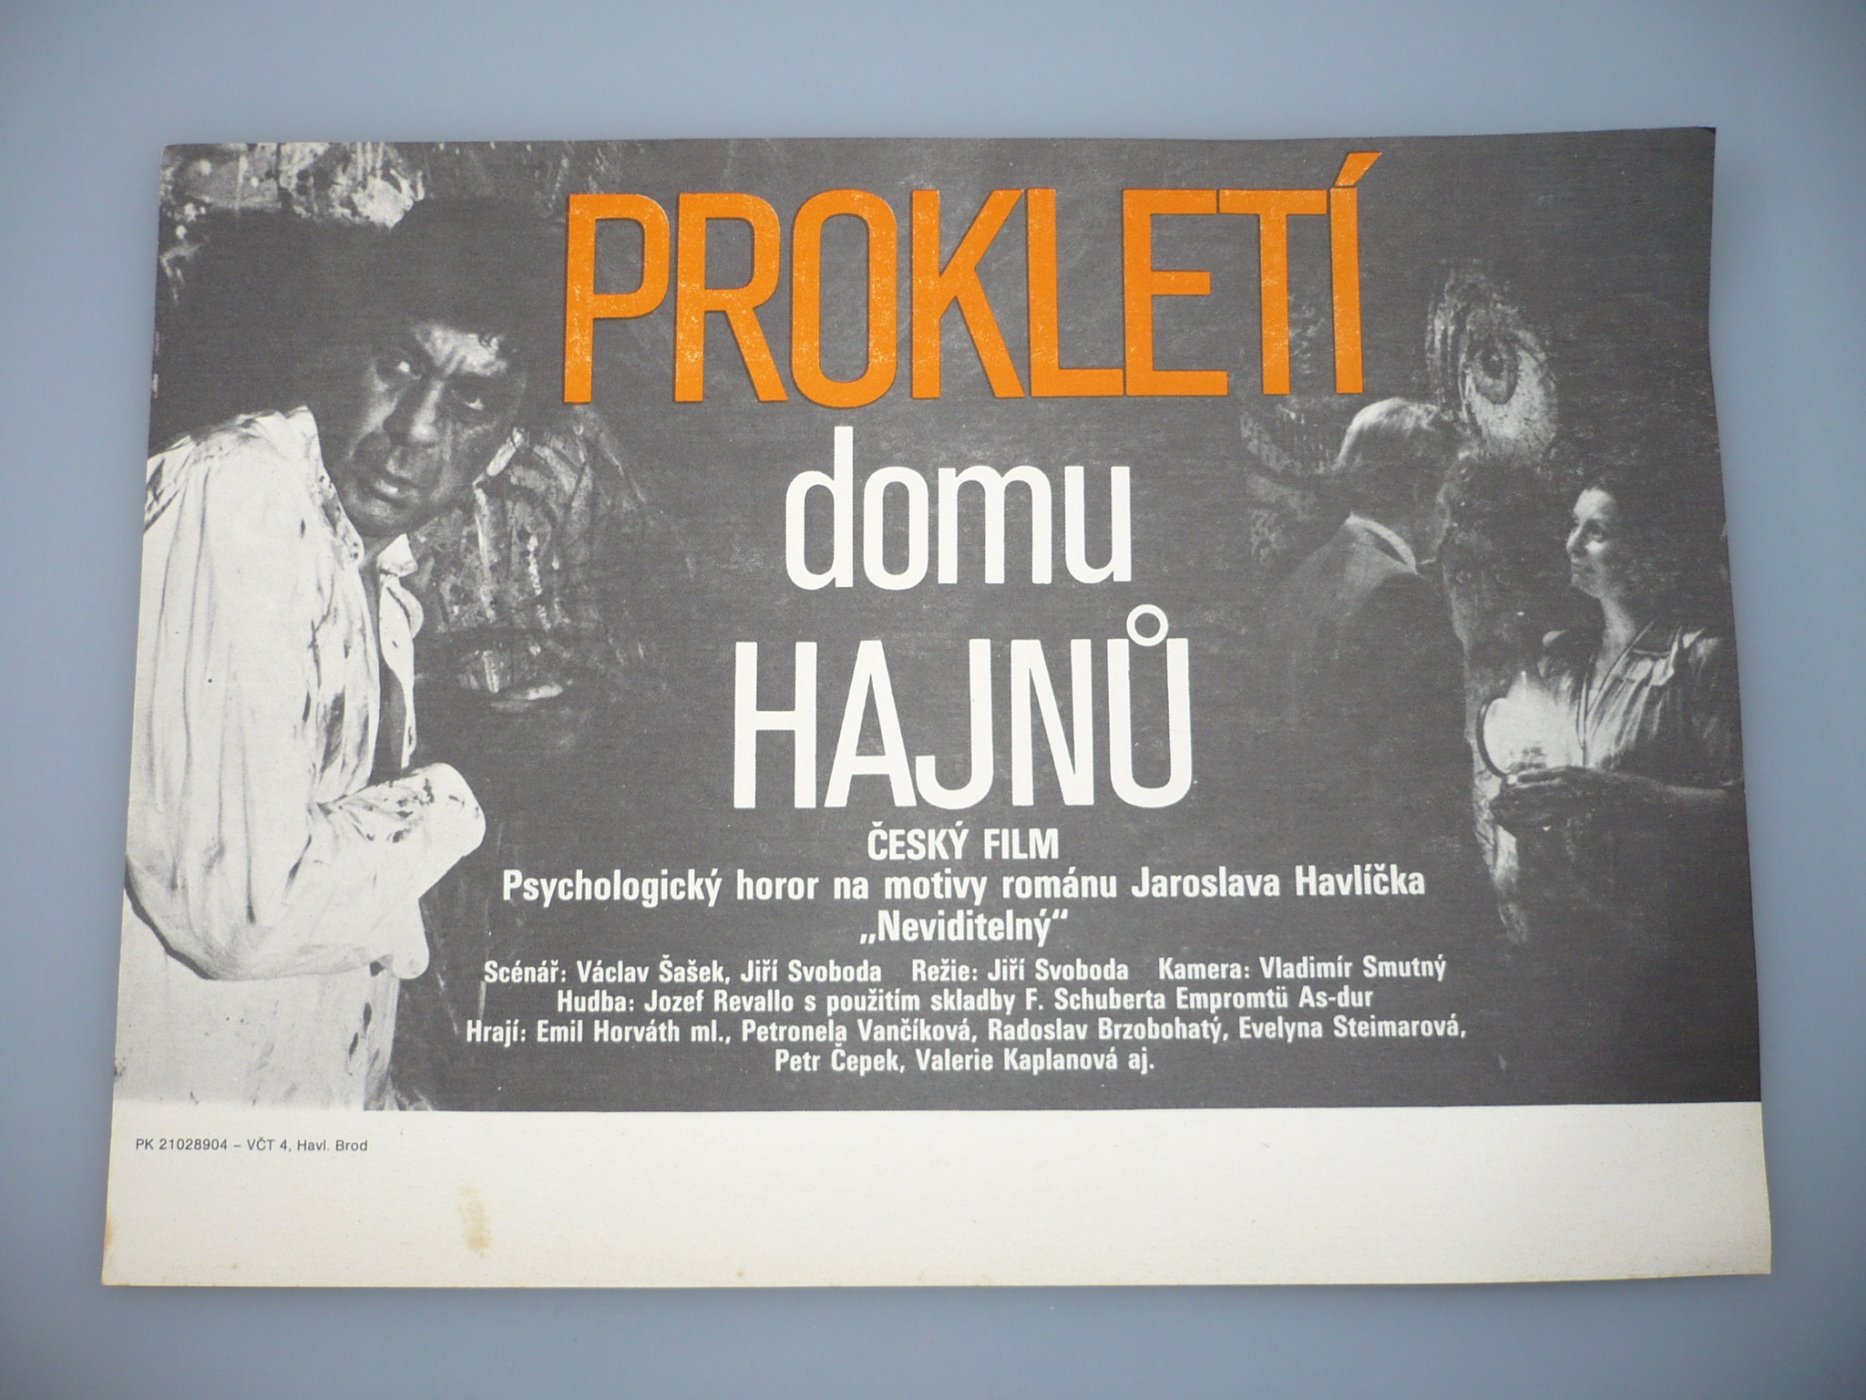 PROKLETÍ
domu
HAJNŮ
ČESKÝ FILM
Psychologický horor na motivy románu Jaroslava Havlíčka
„Neviditelný“
Scénář: Václav Šašek, Jiří Svoboda Režie: Jiří Svoboda Kamera: Vladimír Smutný
Hudba: Jozef Revallo s použitím skladby F. Schuberta Empromtü As-dur
Hrají: Emil Horváth ml., Petronela Vančíková, Radoslav Brzobohatý, Evelyna Steimarová,
Petr Čepek, Valerie Kaplanová aj.
PK 21028904 – VČT 4, Havl. Brod